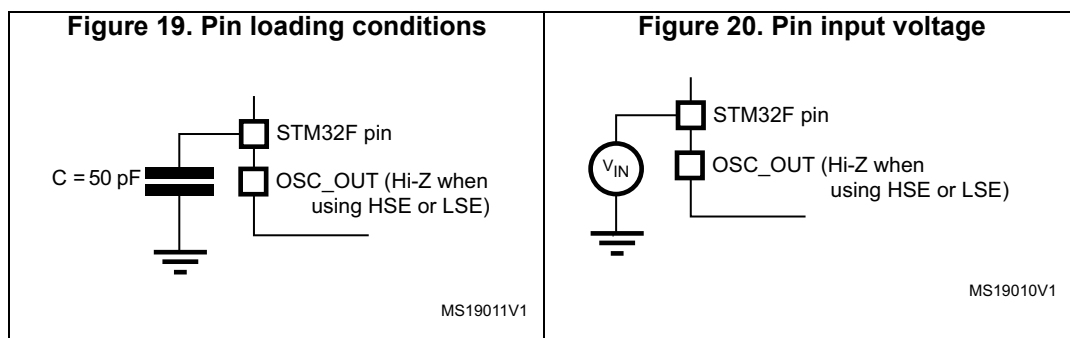 Figure 19. Pin loading conditions
STM32F pin
C = 50 pF
OSC_OUT (Hi-Z when
using HSE or LSE)
MS19011V1
Figure 20. Pin input voltage
STM32F pin
VIN
OSC_OUT (Hi-Z when
using HSE or LSE)
MS19010V1